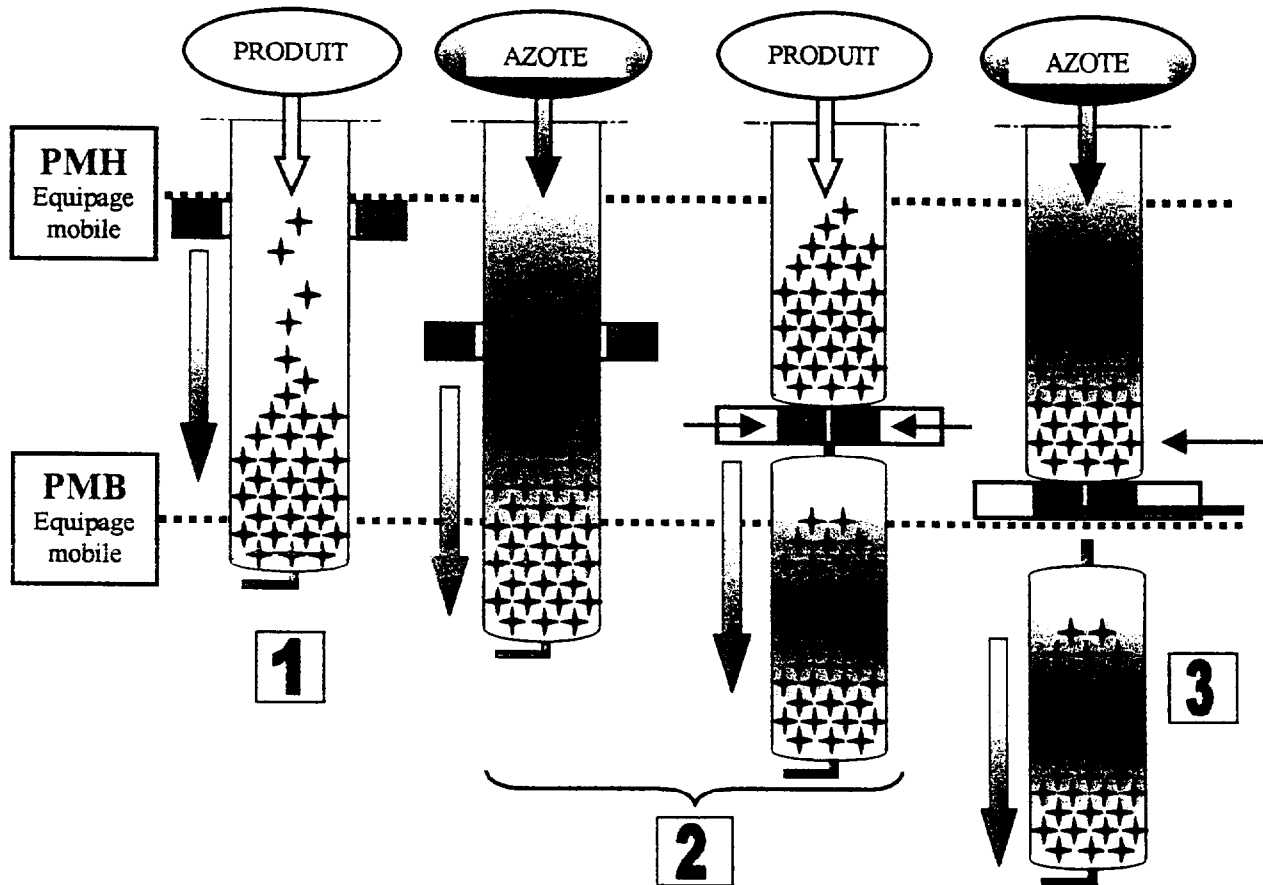 PRODUIT
AZOTE
PRODUIT
AZOTE
PMH
Equipage
mobile
PMB
Equipage
mobile
1
2
3